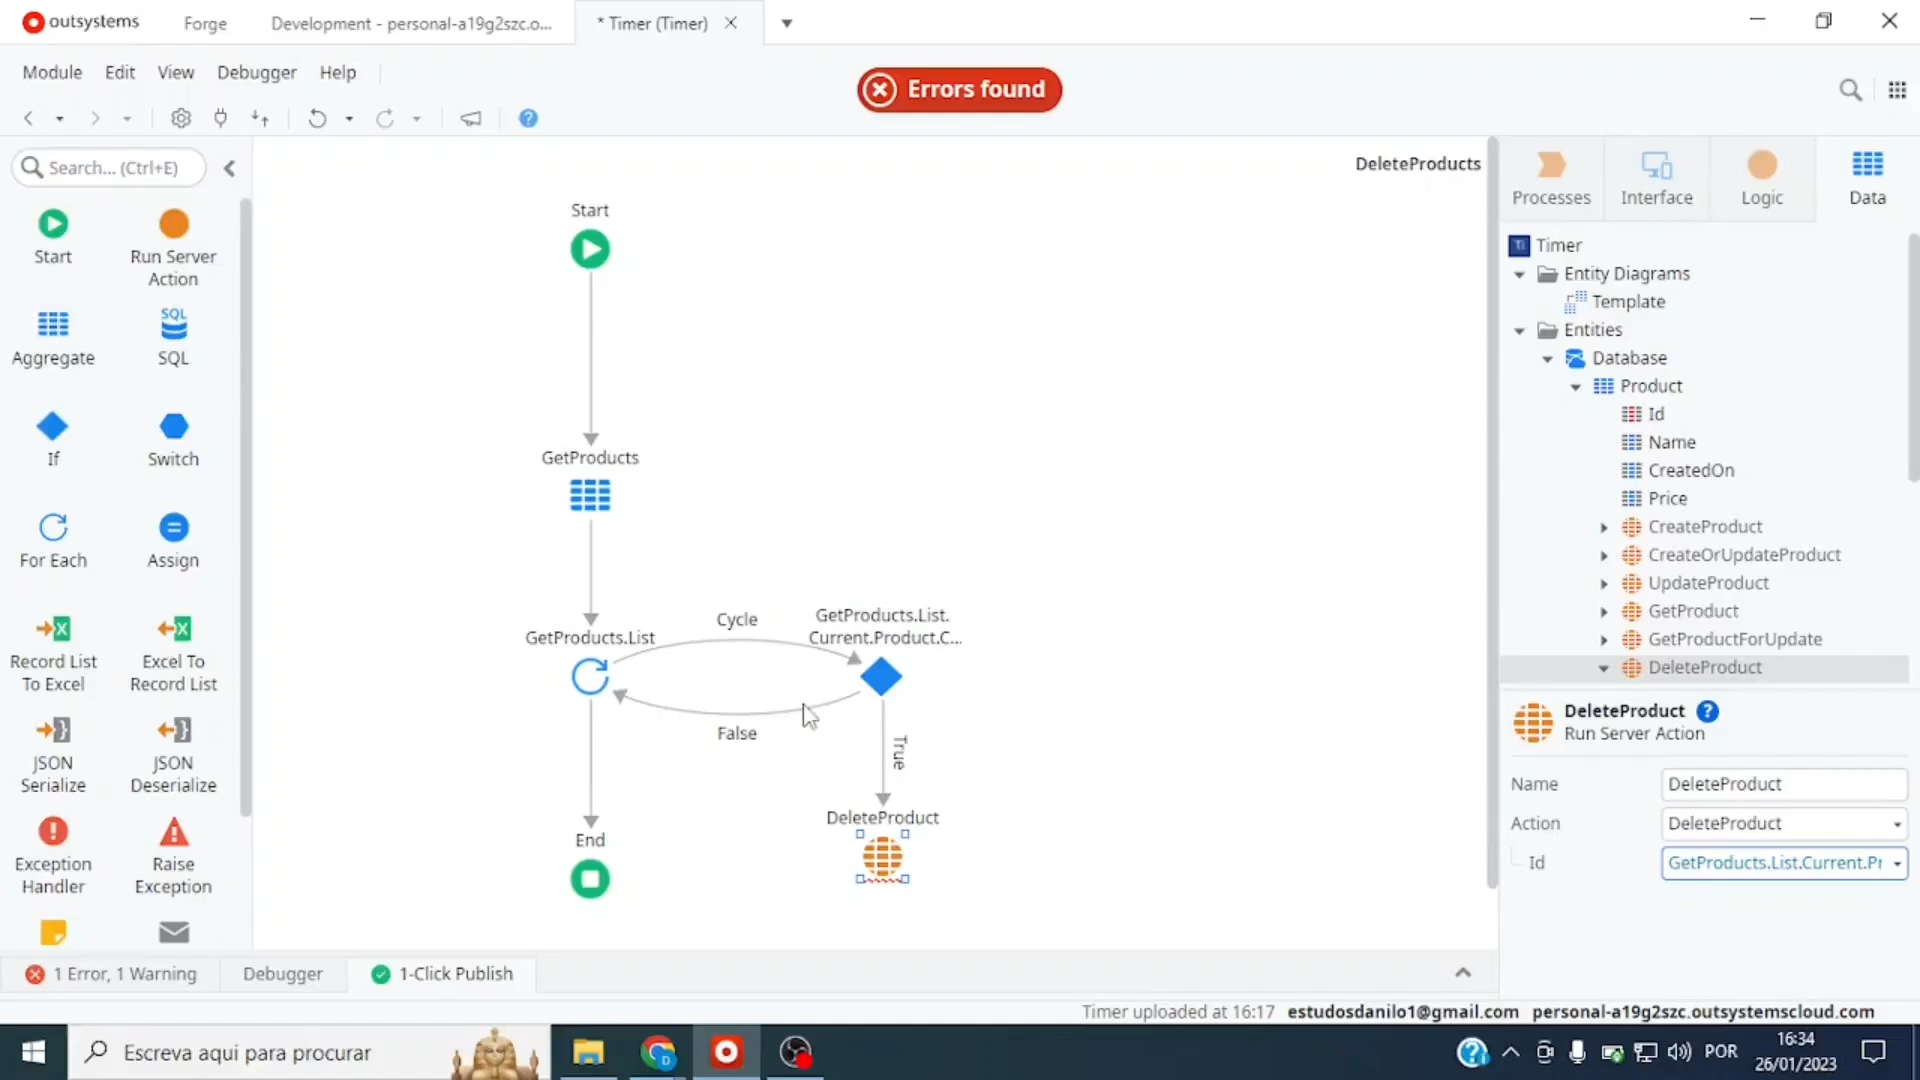 outsystems
Forge
Development - personal-a19g2szc.o...
* Timer (Timer)
Module
Edit
View
Debugger
Help
Errors found
Search... (Ctrl+E)
Start
Run Server
Action
Aggregate
SQL
SQL
If
Switch
For Each
Assign
Record List
To Excel
Excel To
Record List
JSON
Serialize
JSON
Deserialize
Exception
Handler
Raise
Exception
DeleteProducts
Start
GetProducts
GetProducts.List
Cycle
GetProducts.List.
Current.Product.C...
False
True
DeleteProduct
End
Processes
Interface
Logic
Data
Ti Timer
Entity Diagrams
Template
Entities
Database
Product
Id
Name
CreatedOn
Price
CreateProduct
CreateOrUpdateProduct
UpdateProduct
GetProduct
GetProductForUpdate
DeleteProduct
DeleteProduct
Run Server Action
Name
DeleteProduct
Action
DeleteProduct
Id
GetProducts.List.Current.Pr
1 Error, 1 Warning
Debugger
1-Click Publish
Timer uploaded at 16:17
estudosdanilo1@gmail.com
personal-a19g2szc.outsystemscloud.com
Escreva aqui para procurar
POR
16:34
26/01/2023